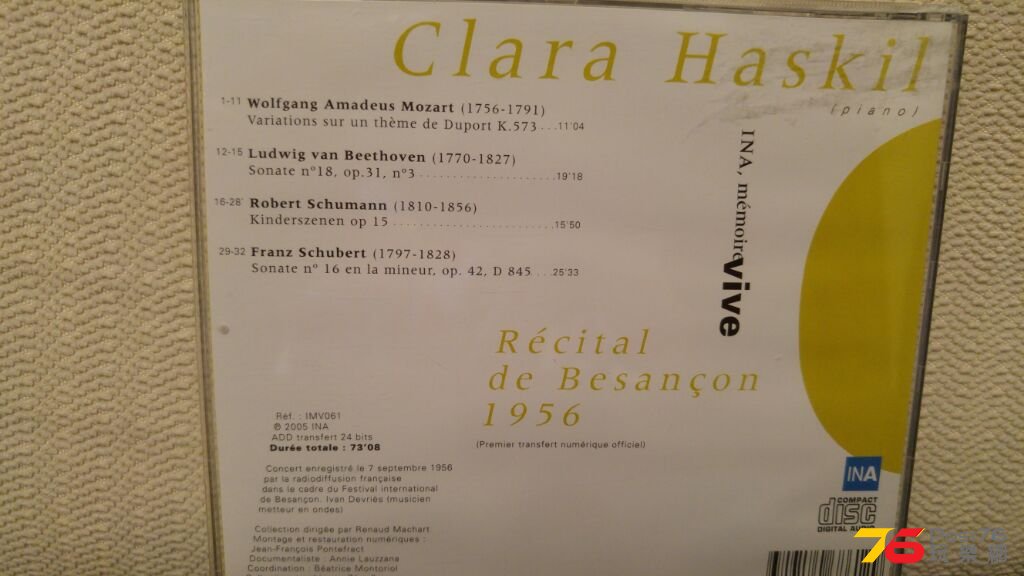 Clara Haskil
(piano)
1-11 Wolfgang Amadeus Mozart (1756-1791)
Variations sur un thème de Duport K.573 ...11'04
12-15 Ludwig van Beethoven (1770-1827)
Sonate nº18, op.31, nº3 ....................19'18
16-28 Robert Schumann (1810-1856)
Kinderszenen op 15 ........................15'50
29-32 Franz Schubert (1797-1828)
Sonate nº 16 en la mineur, op. 42, D 845 ...25'33
INA, mémoire
vive
Récital
de Besançon
1956
(Premier transfert numérique officiel)
Réf. : IMV061
℗ 2005 INA
ADD transfert 24 bits
Durée totale : 73'08
Concert enregistré le 7 septembre 1956
par la radiodiffusion française
dans le cadre du Festival international
de Besançon. Ivan Devriès (musicien
metteur en ondes)
Collection dirigée par Renaud Machart
Montage et restauration numériques :
Jean-François Pontefract
Documentaliste : Annie Lauzzana
Coordination : Béatrice Montoriol
INA
COMPACT
disc
DIGITAL AUDIO
76